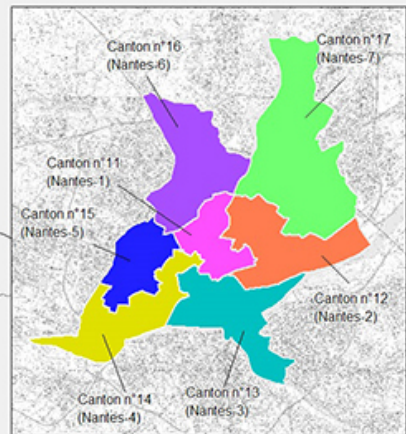 Canton n°16
(Nantes-6)
Canton n°17
(Nantes-7)
Canton n°11
(Nantes-1)
Canton n°15
(Nantes-5)
Canton n°12
(Nantes-2)
Canton n°14
(Nantes-4)
Canton n°13
(Nantes-3)